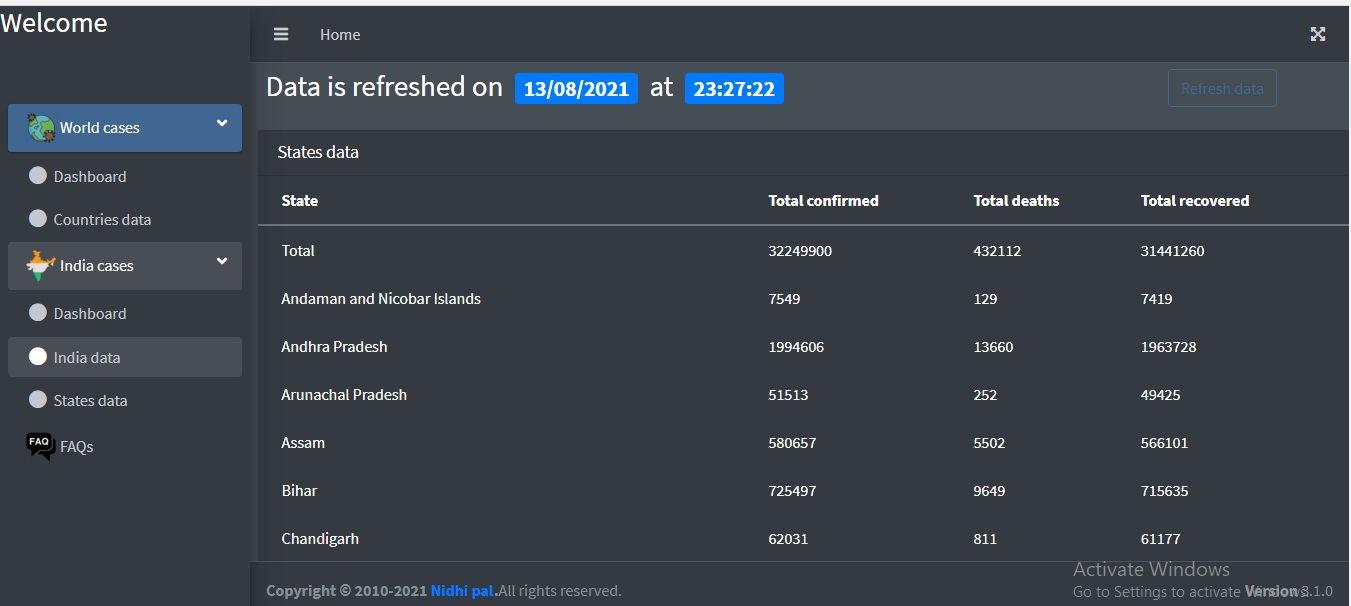 Welcome
Home
Data is refreshed on 13/08/2021 at 23:27:22
Refresh data
World cases
Dashboard
Countries data
India cases
Dashboard
India data
States data
FAQ FAQs
States data
State Total confirmed Total deaths Total recovered
Total 32249900 432112 31441260
Andaman and Nicobar Islands 7549 129 7419
Andhra Pradesh 1994606 13660 1963728
Arunachal Pradesh 51513 252 49425
Assam 580657 5502 566101
Bihar 725497 9649 715635
Chandigarh 62031 811 61177
Activate Windows
Go to Settings to activate Windows.
Copyright © 2010-2021 Nidhi pal.All rights reserved.
Version 3.1.0